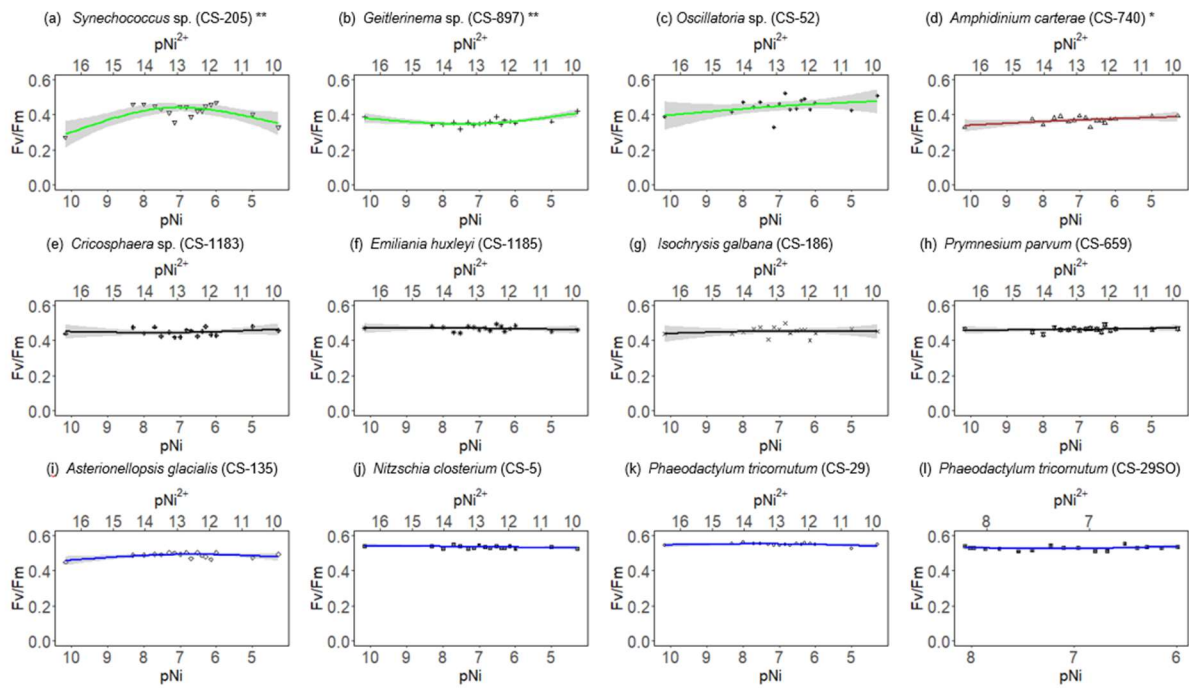 (a) Synechococcus sp. (CS-205) **
(b) Geitlerinema sp. (CS-897) **
(c) Oscillatoria sp. (CS-52)
(d) Amphidinium carterae (CS-740) *
pNi²⁺ pNi²⁺ pNi²⁺ pNi²⁺
16 15 14 13 12 11 10 16 15 14 13 12 11 10 16 15 14 13 12 11 10 16 15 14 13 12 11 10
0.6 0.6 0.6 0.6
Fv/Fm Fv/Fm Fv/Fm Fv/Fm
0.4 0.4 0.4 0.4
0.2 0.2 0.2 0.2
0.0 0.0 0.0 0.0
10 9 8 7 6 5 10 9 8 7 6 5 10 9 8 7 6 5 10 9 8 7 6 5
pNi pNi pNi pNi
(e) Cricosphaera sp. (CS-1183)
(f) Emiliania huxleyi (CS-1185)
(g) Isochrysis galbana (CS-186)
(h) Prymnesium parvum (CS-659)
pNi²⁺ pNi²⁺ pNi²⁺ pNi²⁺
16 15 14 13 12 11 10 16 15 14 13 12 11 10 16 15 14 13 12 11 10 16 15 14 13 12 11 10
0.6 0.6 0.6 0.6
Fv/Fm Fv/Fm Fv/Fm Fv/Fm
0.4 0.4 0.4 0.4
0.2 0.2 0.2 0.2
0.0 0.0 0.0 0.0
10 9 8 7 6 5 10 9 8 7 6 5 10 9 8 7 6 5 10 9 8 7 6 5
pNi pNi pNi pNi
(i) Asterionellopsis glacialis (CS-135)
(j) Nitzschia closterium (CS-5)
(k) Phaeodactylum tricornutum (CS-29)
(l) Phaeodactylum tricornutum (CS-29SO)
pNi²⁺ pNi²⁺ pNi²⁺ pNi²⁺
16 15 14 13 12 11 10 16 15 14 13 12 11 10 16 15 14 13 12 11 10 8 7
0.6 0.6 0.6 0.6
Fv/Fm Fv/Fm Fv/Fm Fv/Fm
0.4 0.4 0.4 0.4
0.2 0.2 0.2 0.2
0.0 0.0 0.0 0.0
10 9 8 7 6 5 10 9 8 7 6 5 10 9 8 7 6 5 8 7 6
pNi pNi pNi pNi